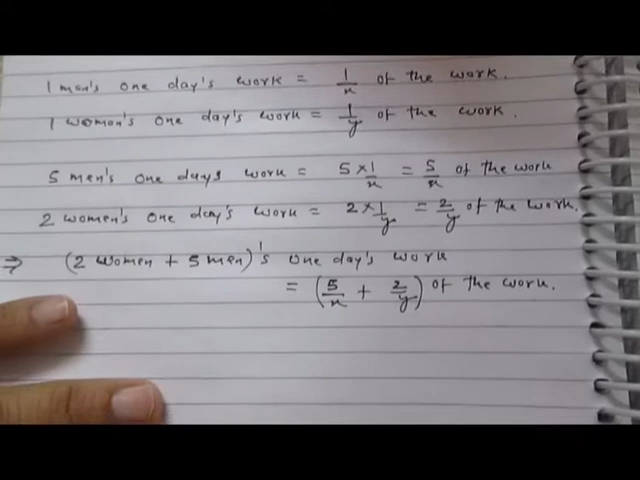 1 man's one day's work = 1/x of the work.
1 woman's one day's work = 1/y of the work.
5 men's one days work = 5 × 1/x = 5/x of the work
2 women's one day's work = 2 × 1/y = 2/y of the work.
⇒ (2 women + 5 men)'s one day's work
= (5/x + 2/y) of the work.